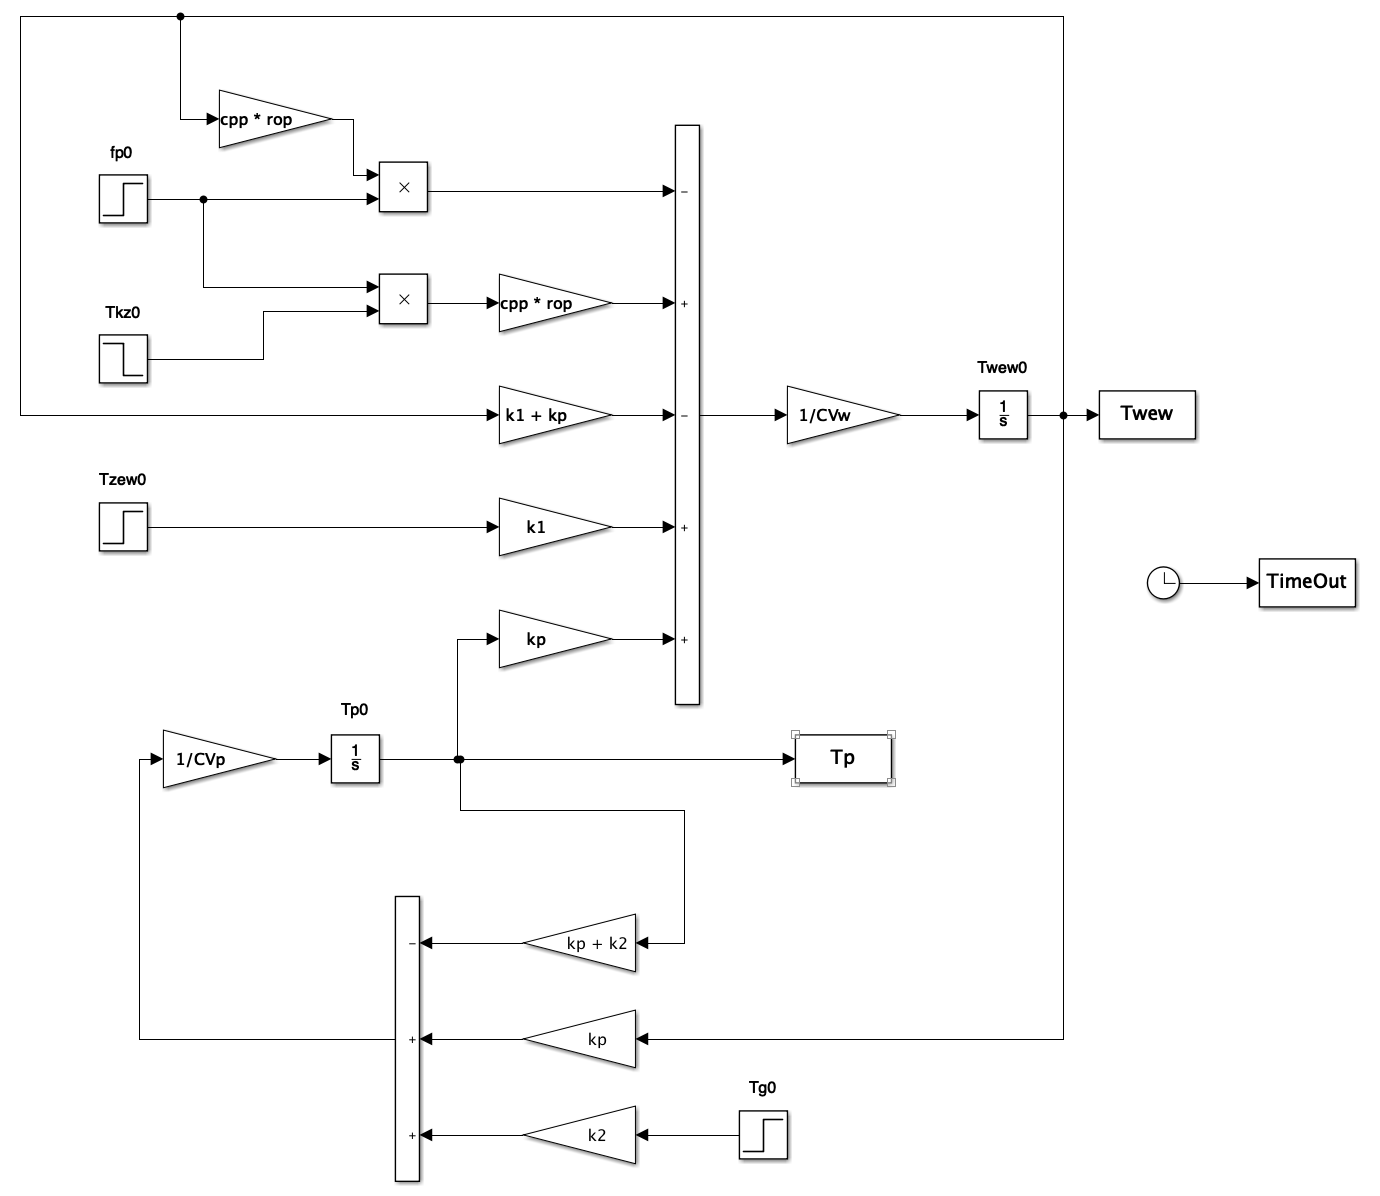 cpp * rop
fp0
×
−
Tkz0
×
cpp * rop
+
Twew0
k1 + kp
−
1/CVw
1
s
Twew
Tzew0
k1
+
TimeOut
kp
+
Tp0
1/CVp
1
s
Tp
−
kp + k2
+
kp
Tg0
+
k2